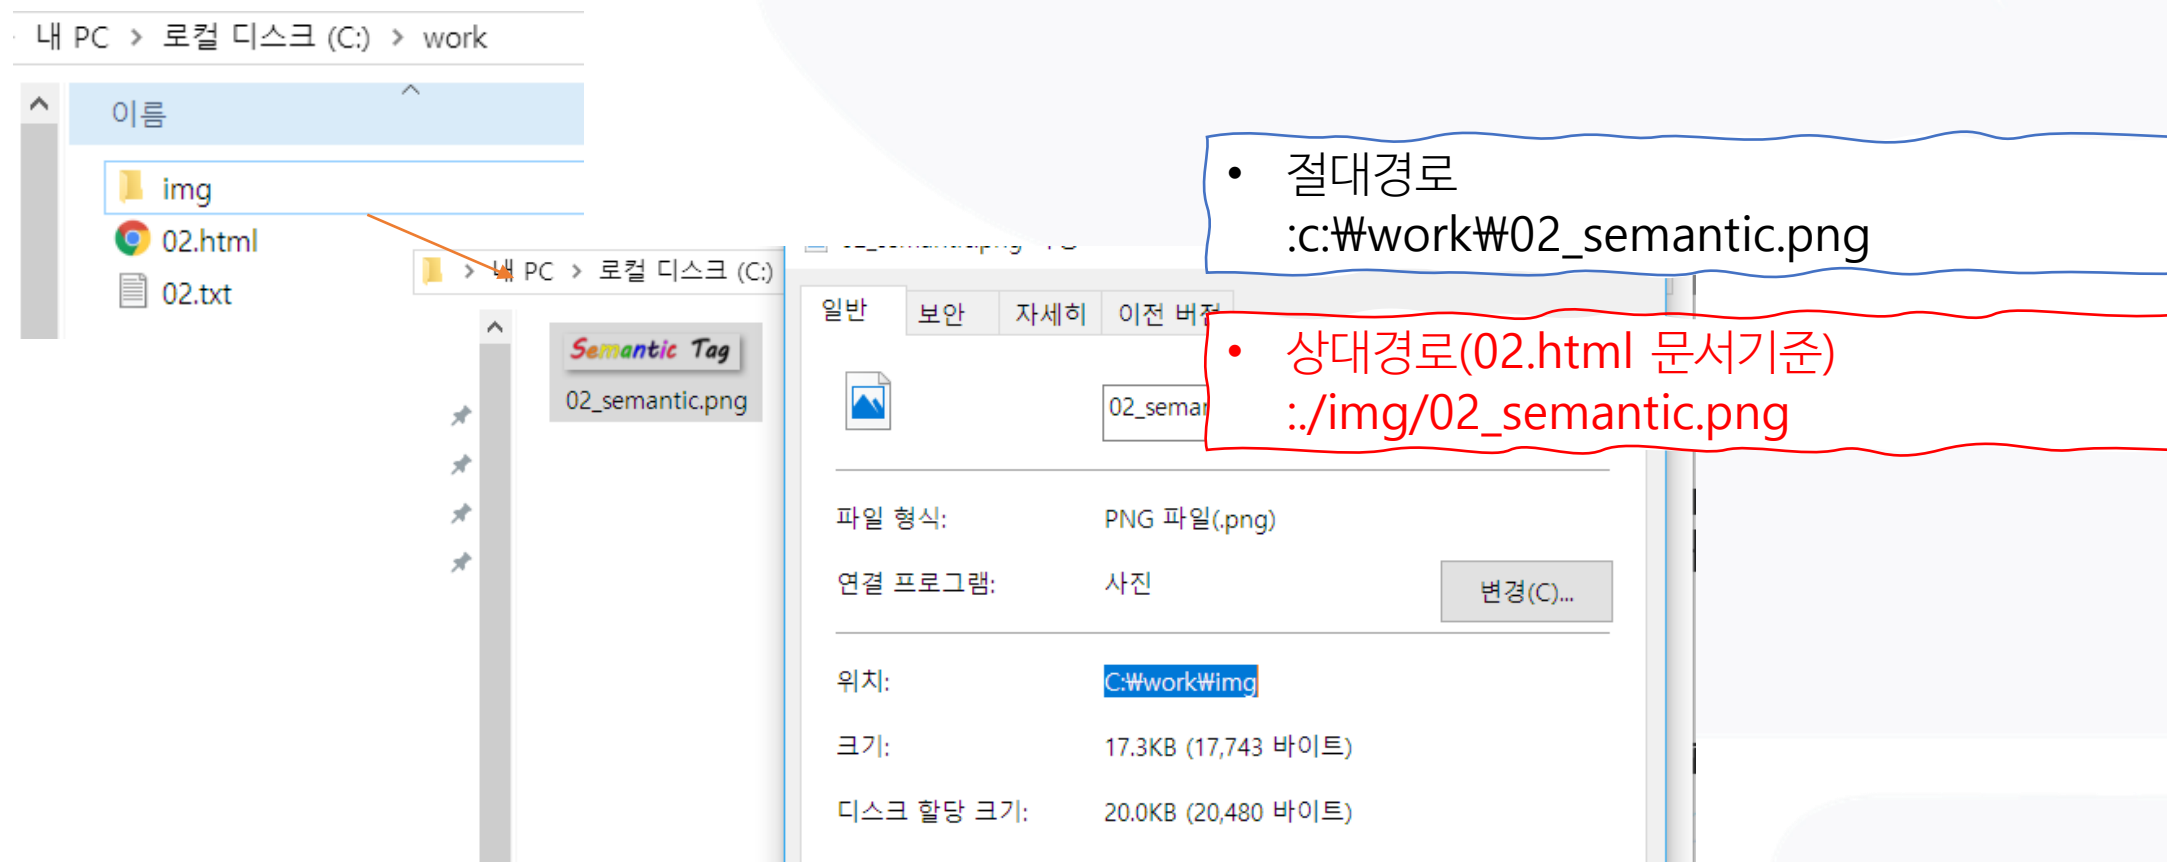 내 PC > 로컬 디스크 (C:) > work
이름
img
02.html
02.txt
> 내 PC > 로컬 디스크 (C:)
Semantic Tag
02_semantic.png
일반 보안 자세히 이전 버전
02_seman
파일 형식: PNG 파일(.png)
연결 프로그램: 사진
변경(C)...
위치: C:₩work₩img
크기: 17.3KB (17,743 바이트)
디스크 할당 크기: 20.0KB (20,480 바이트)
• 절대경로
:c:₩work₩02_semantic.png
• 상대경로(02.html 문서기준)
:./img/02_semantic.png